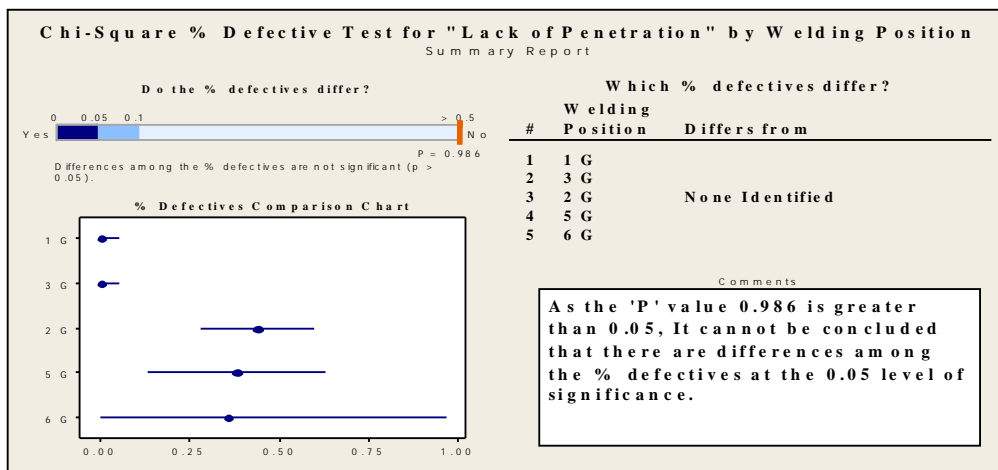 Chi-Square % Defective Test for "Lack of Penetration" by Welding Position
Summary Report
Do the % defectives differ?
0 0.05 0.1 > 0.5
Yes No
P = 0.986
Differences among the % defectives are not significant (p >
0.05).
% Defectives Comparison Chart
1 G
3 G
2 G
5 G
6 G
0.00 0.25 0.50 0.75 1.00
Which % defectives differ?
Welding
# Position Differs from
1 1 G
2 3 G
3 2 G None Identified
4 5 G
5 6 G
Comments
As the 'P' value 0.986 is greater
than 0.05, It cannot be concluded
that there are differences among
the % defectives at the 0.05 level of
significance.